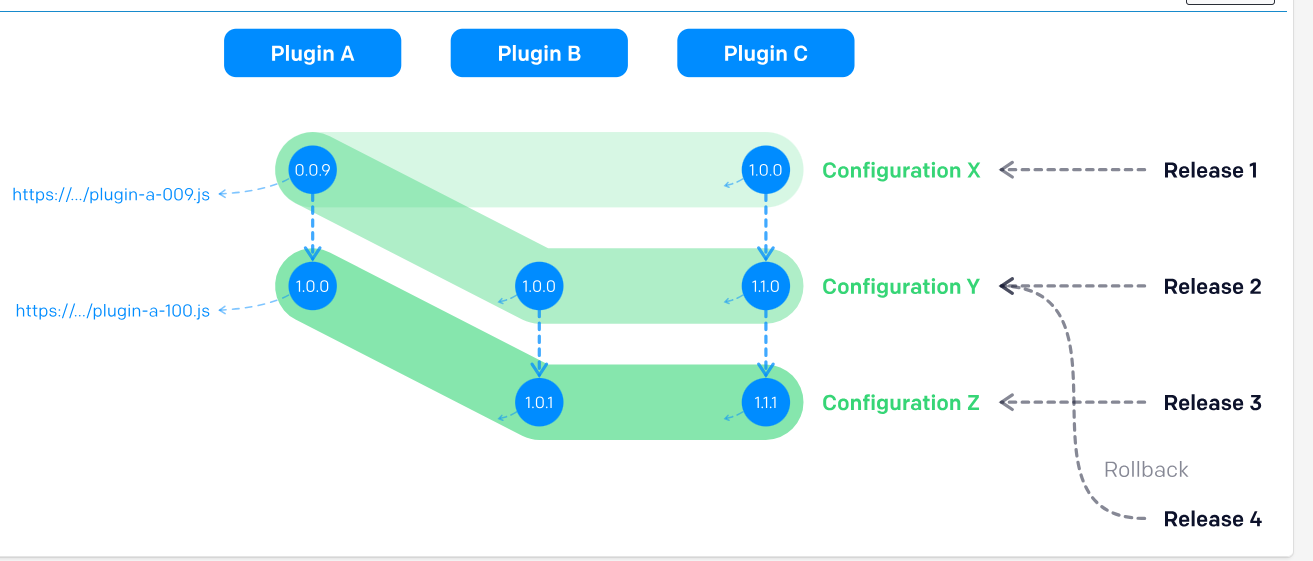 Plugin A Plugin B Plugin C
0.0.9 1.0.0 Configuration X Release 1
https://.../plugin-a-009.js
1.0.0 1.0.0 1.1.0 Configuration Y Release 2
https://.../plugin-a-100.js
1.0.1 1.1.1 Configuration Z Release 3
Rollback
Release 4